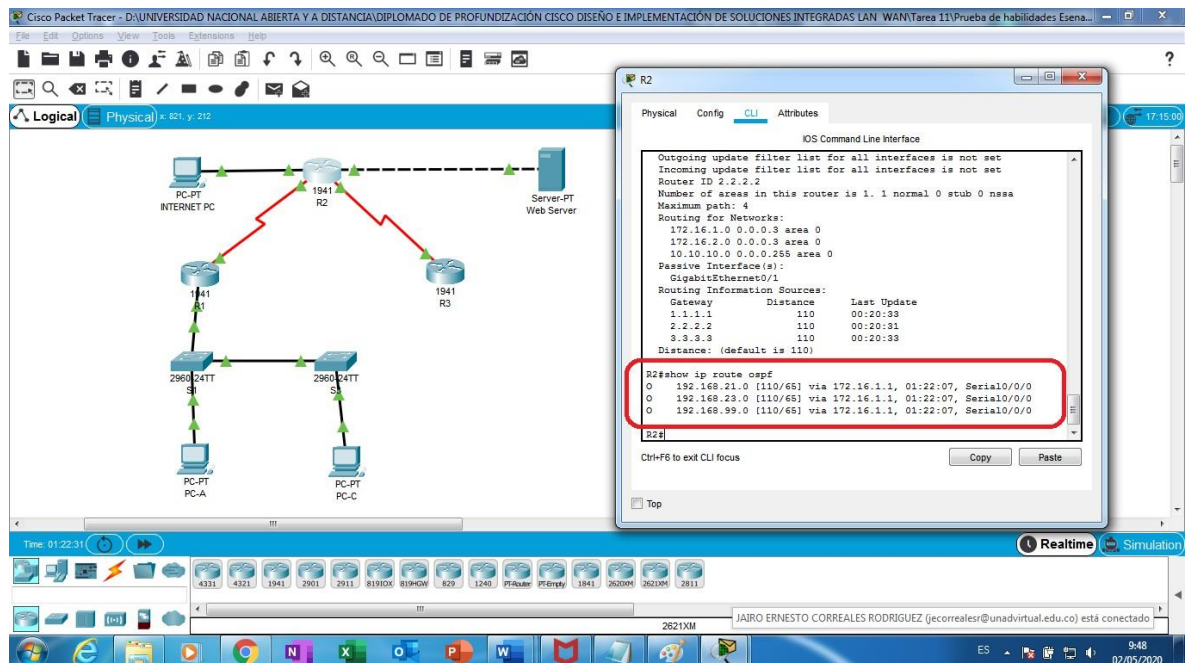 Cisco Packet Tracer - D:\UNIVERSIDAD NACIONAL ABIERTA Y A DISTANCIA\DIPLOMADO DE PROFUNDIZACIÓN CISCO DISEÑO E IMPLEMENTACIÓN DE SOLUCIONES INTEGRADAS LAN WAN\Tarea 11\Prueba de habilidades Esena...
File Edit Options View Tools Extensions Help
?
Logical Physical x: 821, y: 212
17:15:00
PC-PT
INTERNET PC
1941
R2
Server-PT
Web Server
1941
R1
1941
R3
2960-24TT
S1
2960-24TT
PC-PT
PC-A
PC-PT
PC-C
R2
Physical Config CLI Attributes
IOS Command Line Interface
Outgoing update filter list for all interfaces is not set
Incoming update filter list for all interfaces is not set
Router ID 2.2.2.2
Number of areas in this router is 1. 1 normal 0 stub 0 nssa
Maximum path: 4
Routing for Networks:
172.16.1.0 0.0.0.3 area 0
172.16.2.0 0.0.0.3 area 0
10.10.10.0 0.0.0.255 area 0
Passive Interface(s):
GigabitEthernet0/1
Routing Information Sources:
Gateway Distance Last Update
1.1.1.1 110 00:20:33
2.2.2.2 110 00:20:31
3.3.3.3 110 00:20:33
Distance: (default is 110)
R2#show ip route ospf
O 192.168.21.0 [110/65] via 172.16.1.1, 01:22:07, Serial0/0/0
O 192.168.23.0 [110/65] via 172.16.1.1, 01:22:07, Serial0/0/0
O 192.168.99.0 [110/65] via 172.16.1.1, 01:22:07, Serial0/0/0
R2#
Ctrl+F6 to exit CLI focus
Copy Paste
Top
Time: 01:22:31
Realtime Simulation
4331 4321 1941 2901 2911 819IOX 819HGW 829 1240 PT-Router PT-Empty 1841 2620XM 2621XM 2811
2621XM
JAIRO ERNESTO CORREALES RODRIGUEZ (jecorrealesr@unadvirtual.edu.co) está conectado
ES
9:48
02/05/2020